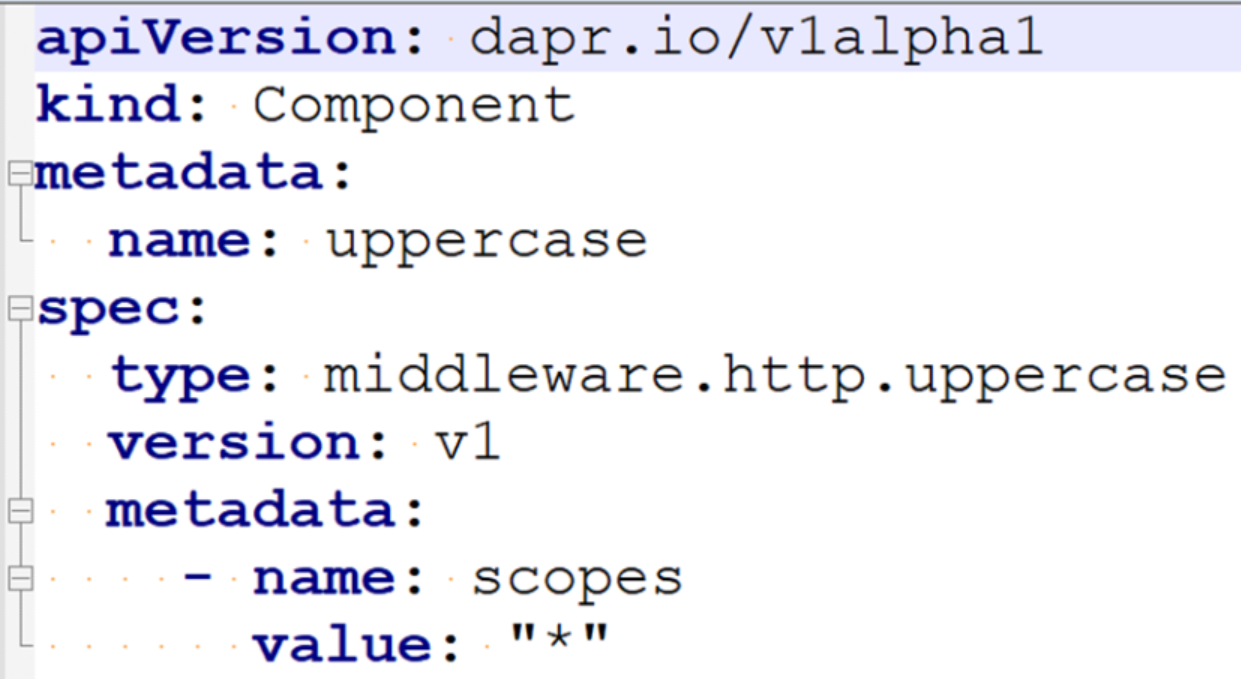 apiVersion: dapr.io/v1alpha1
kind: Component
metadata:
  name: uppercase
spec:
  type: middleware.http.uppercase
  version: v1
  metadata:
    - name: scopes
      value: "*"